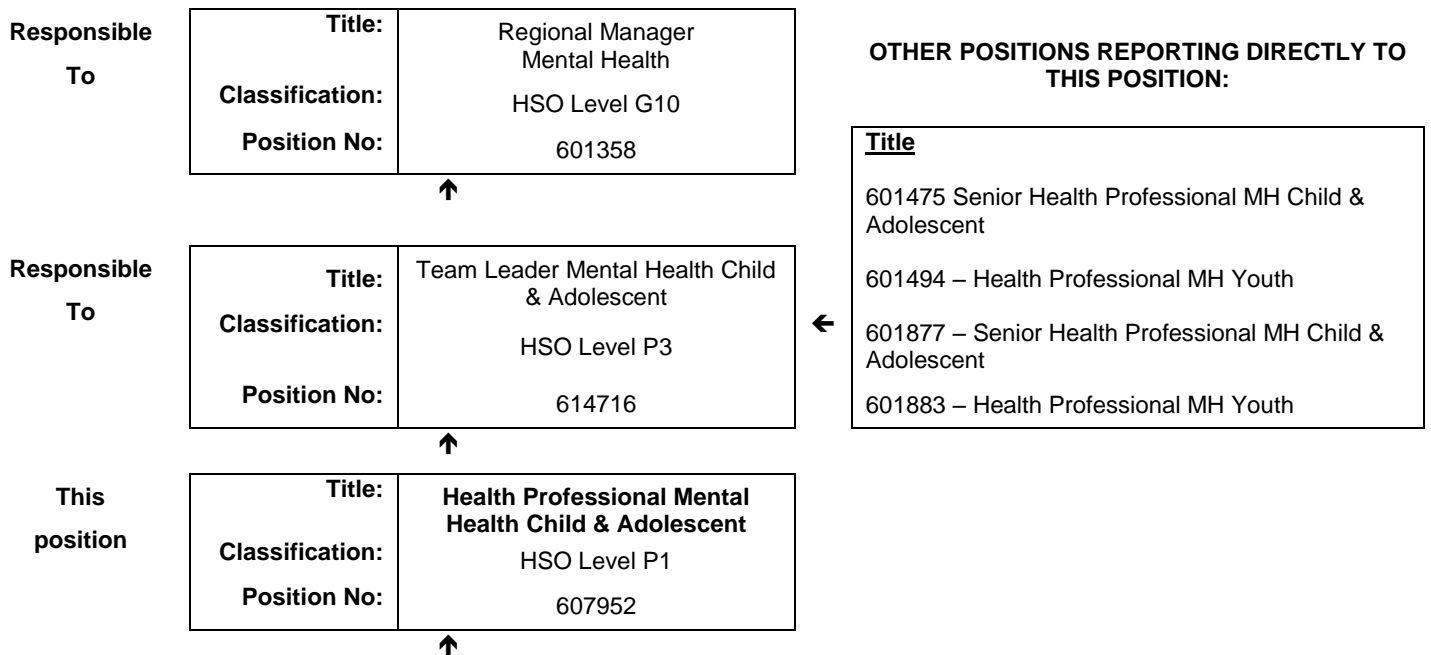 Responsible
To
Title:
Regional Manager
Mental Health
Classification:
HSO Level G10
Position No:
601358
OTHER POSITIONS REPORTING DIRECTLY TO
THIS POSITION:
Title
601475 Senior Health Professional MH Child &
Adolescent
601494 – Health Professional MH Youth
601877 – Senior Health Professional MH Child &
Adolescent
601883 – Health Professional MH Youth
Responsible
To
Title:
Team Leader Mental Health Child
& Adolescent
Classification:
HSO Level P3
Position No:
614716
This
position
Title:
Health Professional Mental
Health Child & Adolescent
Classification:
HSO Level P1
Position No:
607952